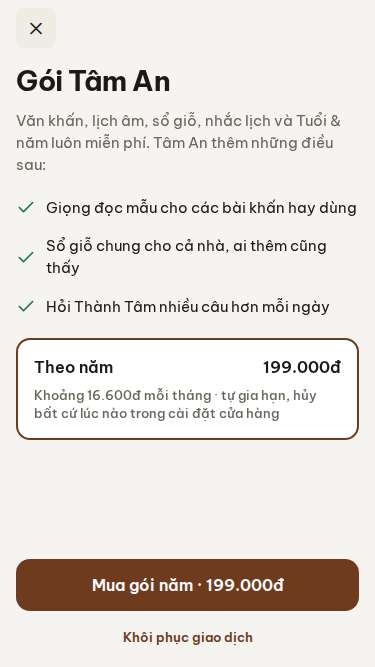 Gói Tâm An
Văn khấn, lịch âm, sổ giỗ, nhắc lịch và Tuổi &
năm luôn miễn phí. Tâm An thêm những điều
sau:
Giọng đọc mẫu cho các bài khấn hay dùng
Sổ giỗ chung cho cả nhà, ai thêm cũng
thấy
Hỏi Thành Tâm nhiều câu hơn mỗi ngày
Theo năm 199.000đ
Khoảng 16.600đ mỗi tháng · tự gia hạn, hủy
bất cứ lúc nào trong cài đặt cửa hàng
Mua gói năm · 199.000đ
Khôi phục giao dịch